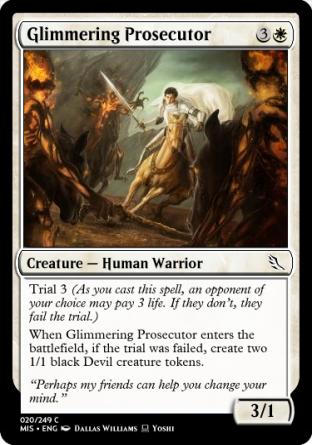 Glimmering Prosecutor 3
Creature — Human Warrior
Trial 3 (As you cast this spell, an opponent of
your choice may pay 3 life. If they don't, they
fail the trial.)
When Glimmering Prosecutor enters the
battlefield, if the trial was failed, create two
1/1 black Devil creature tokens.
“Perhaps my friends can help you change your
mind.”
3/1
020/249 C
MIS • ENG DALLAS WILLIAMS YOSHI